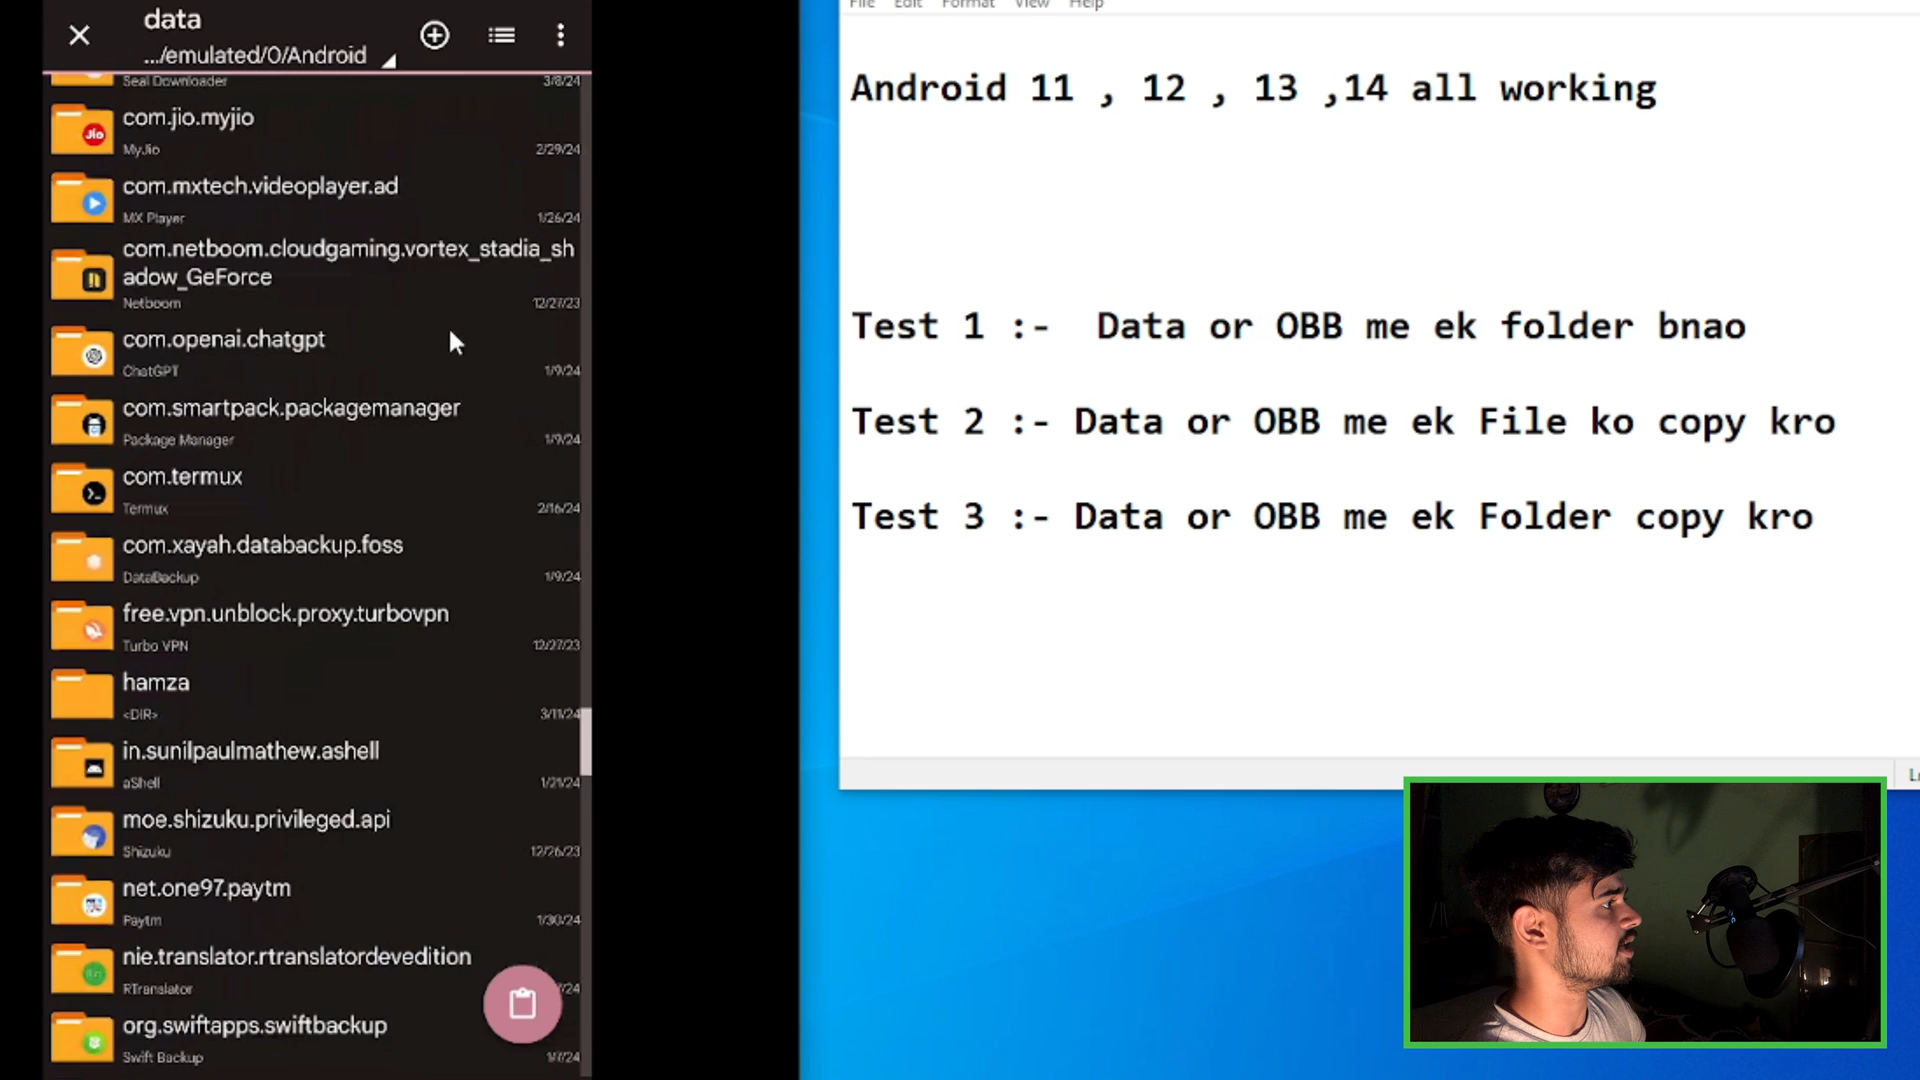 data
.../emulated/0/Android
Seal Downloader
3/8/24
com.jio.myjio
MyJio
2/29/24
com.mxtech.videoplayer.ad
MX Player
1/26/24
com.netboom.cloudgaming.vortex_stadia_sh
adow_GeForce
Netboom
12/27/23
com.openai.chatgpt
ChatGPT
1/9/24
com.smartpack.packagemanager
Package Manager
1/9/24
com.termux
Termux
2/16/24
com.xayah.databackup.foss
DataBackup
1/9/24
free.vpn.unblock.proxy.turbovpn
Turbo VPN
12/27/23
hamza
<DIR>
3/11/24
in.sunilpaulmathew.ashell
aShell
1/21/24
moe.shizuku.privileged.api
Shizuku
12/26/23
net.one97.paytm
Paytm
1/30/24
nie.translator.rtranslatordevedition
RTranslator
/24
org.swiftapps.swiftbackup
Swift Backup
1/7/24
File Edit Format View Help
Android 11 , 12 , 13 ,14 all working
Test 1 :- Data or OBB me ek folder bnao
Test 2 :- Data or OBB me ek File ko copy kro
Test 3 :- Data or OBB me ek Folder copy kro
Jio